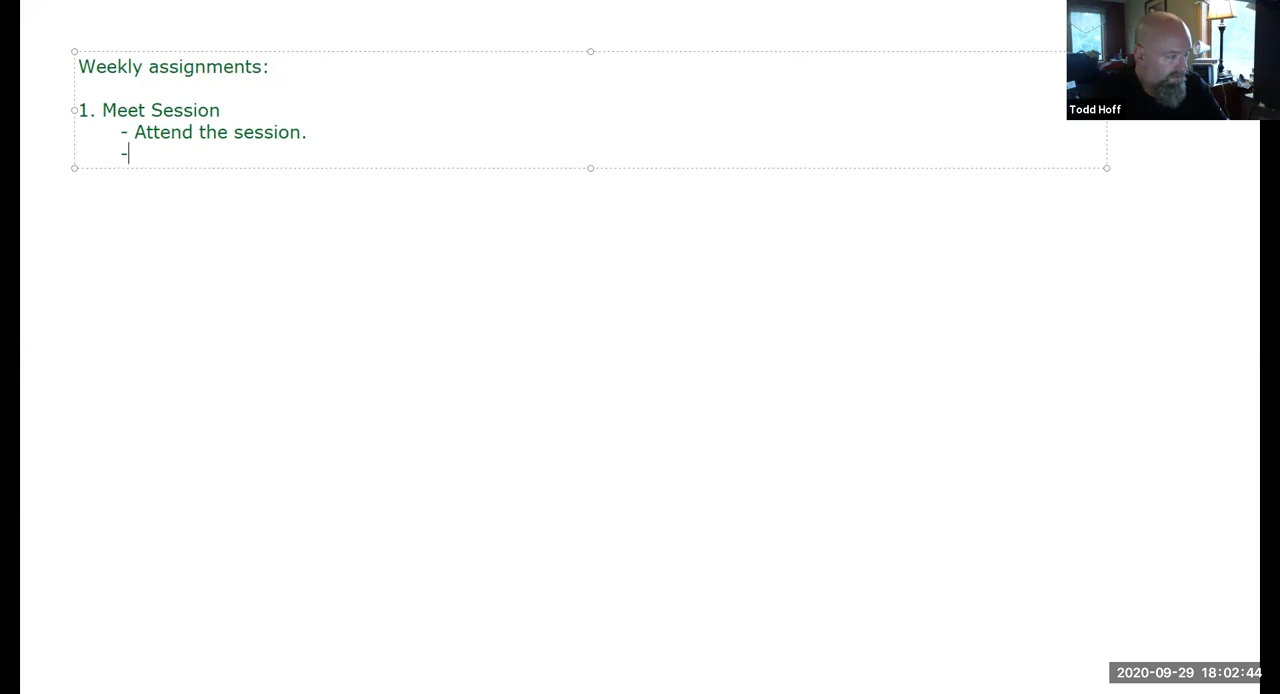 Weekly assignments:
1. Meet Session
- Attend the session.
-
Todd Hoff
2020-09-29 18:02:44